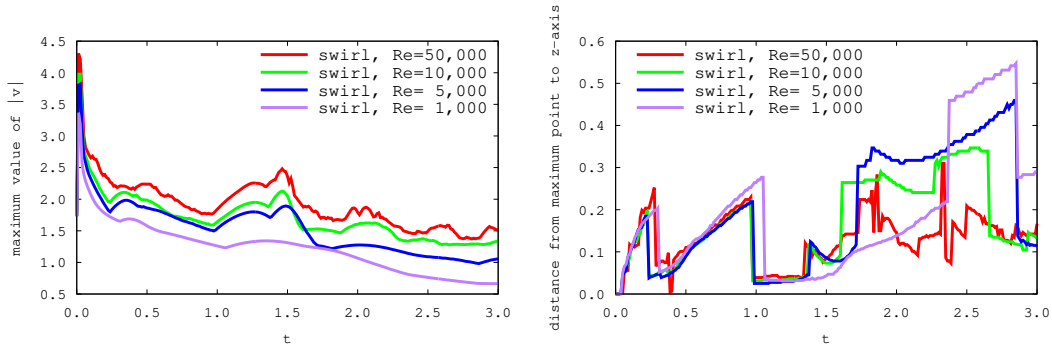 maximum value of |v|
4.5
4.0
3.5
3.0
2.5
2.0
1.5
1.0
0.5
swirl, Re=50,000
swirl, Re=10,000
swirl, Re= 5,000
swirl, Re= 1,000
0.0 0.5 1.0 1.5 2.0 2.5 3.0
t
distance from maximum point to z-axis
0.6
0.5
0.4
0.3
0.2
0.1
0.0
swirl, Re=50,000
swirl, Re=10,000
swirl, Re= 5,000
swirl, Re= 1,000
0.0 0.5 1.0 1.5 2.0 2.5 3.0
t